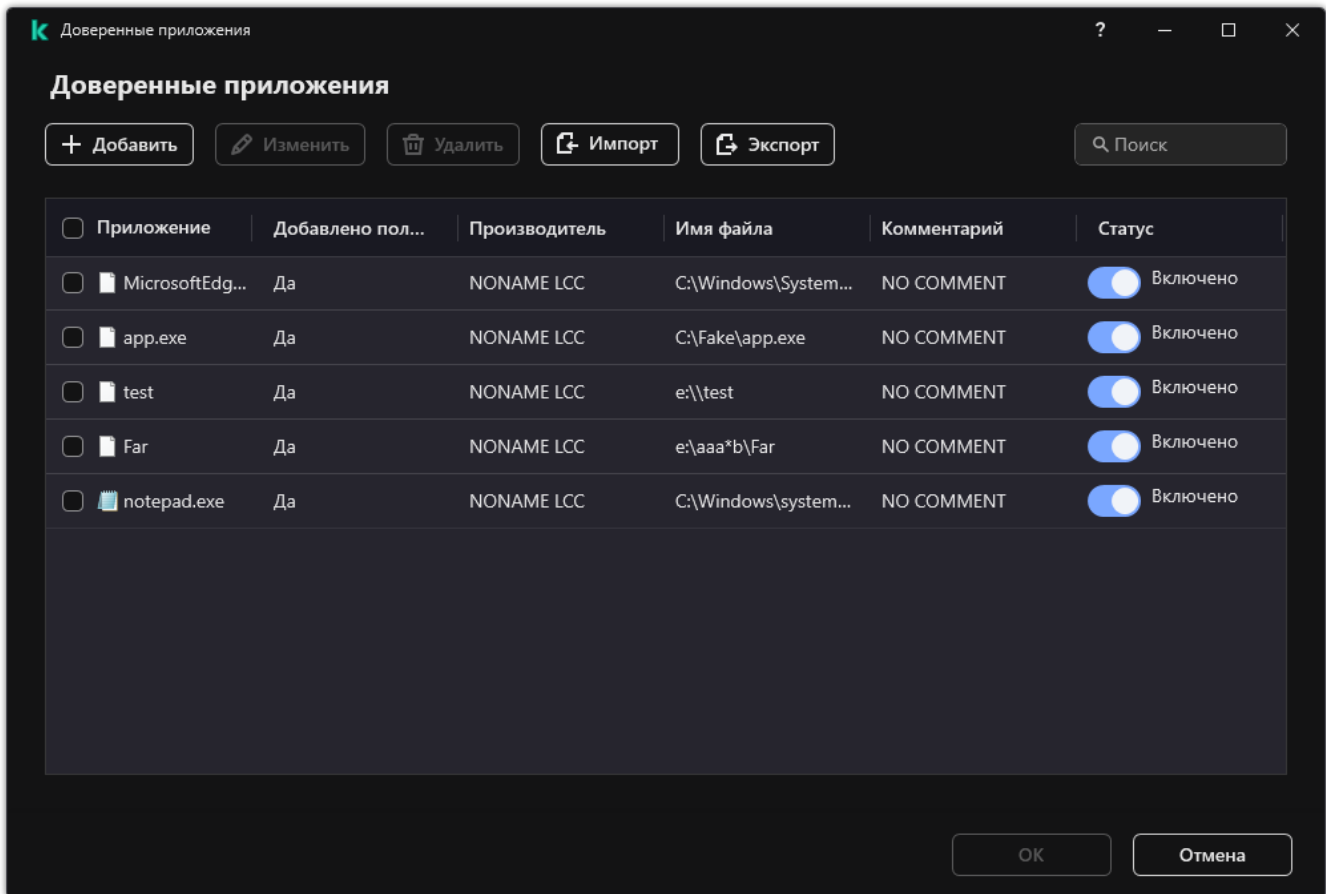 Доверенные приложения ?
Доверенные приложения
Добавить Изменить Удалить Импорт Экспорт Поиск
Приложение Добавлено пол... Производитель Имя файла Комментарий Статус
MicrosoftEdg... Да NONAME LCC C:\Windows\System... NO COMMENT Включено
app.exe Да NONAME LCC C:\Fake\app.exe NO COMMENT Включено
test Да NONAME LCC e:\\test NO COMMENT Включено
Far Да NONAME LCC e:\aaa*b\Far NO COMMENT Включено
notepad.exe Да NONAME LCC C:\Windows\system... NO COMMENT Включено
ОК Отмена